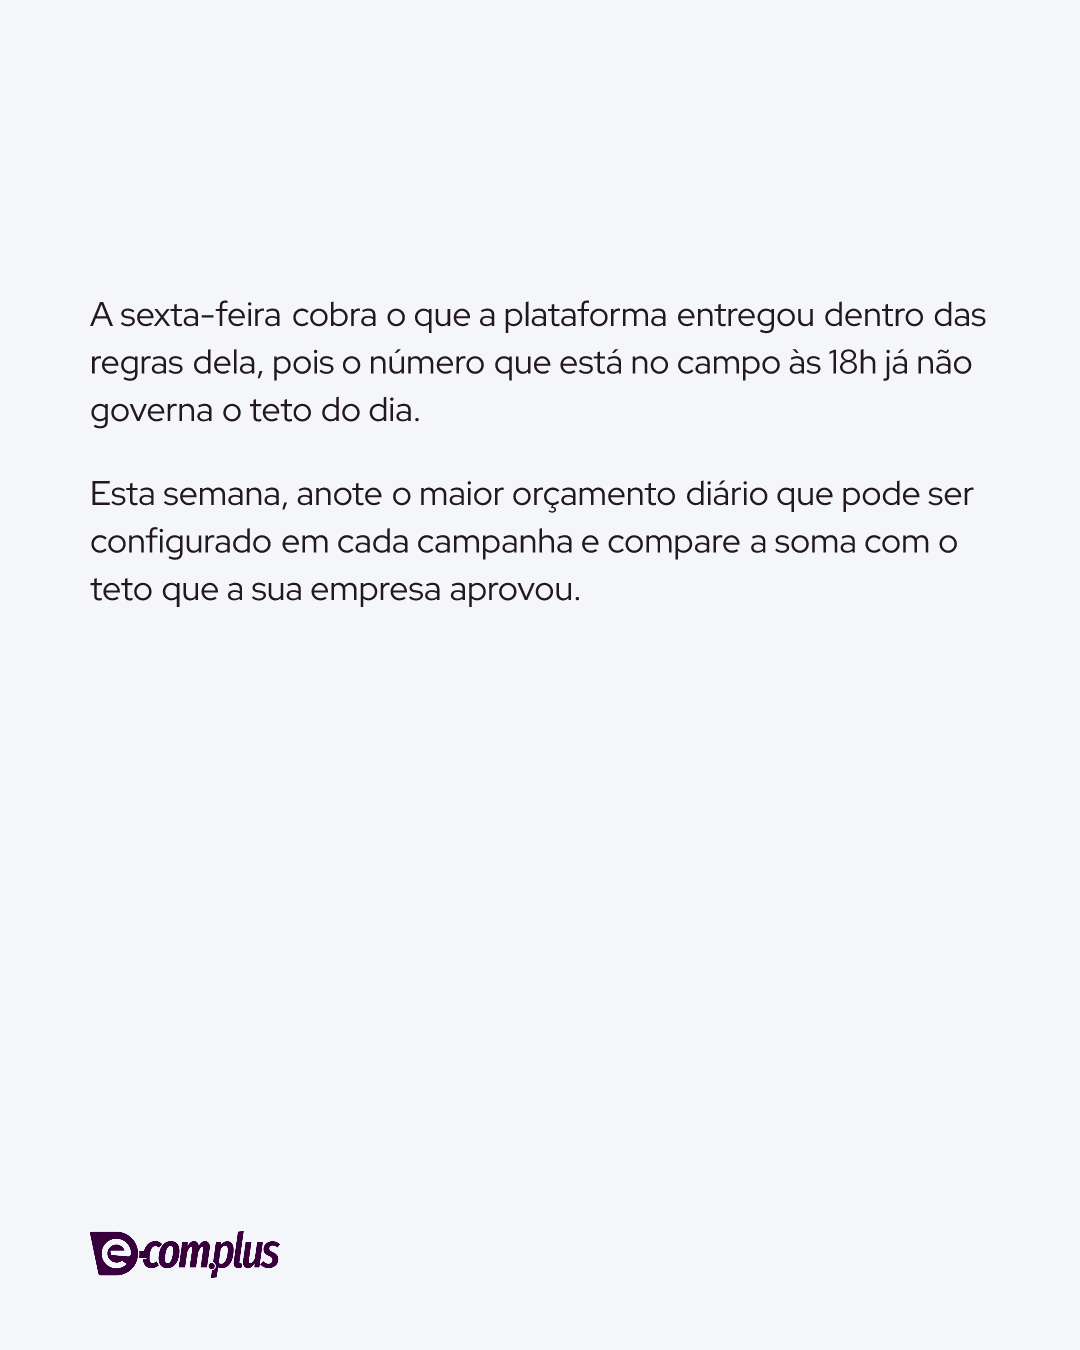 A sexta-feira cobra o que a plataforma entregou dentro das
regras dela, pois o número que está no campo às 18h já não
governa o teto do dia.
Esta semana, anote o maior orçamento diário que pode ser
configurado em cada campanha e compare a soma com o
teto que a sua empresa aprovou.
e-com.plus